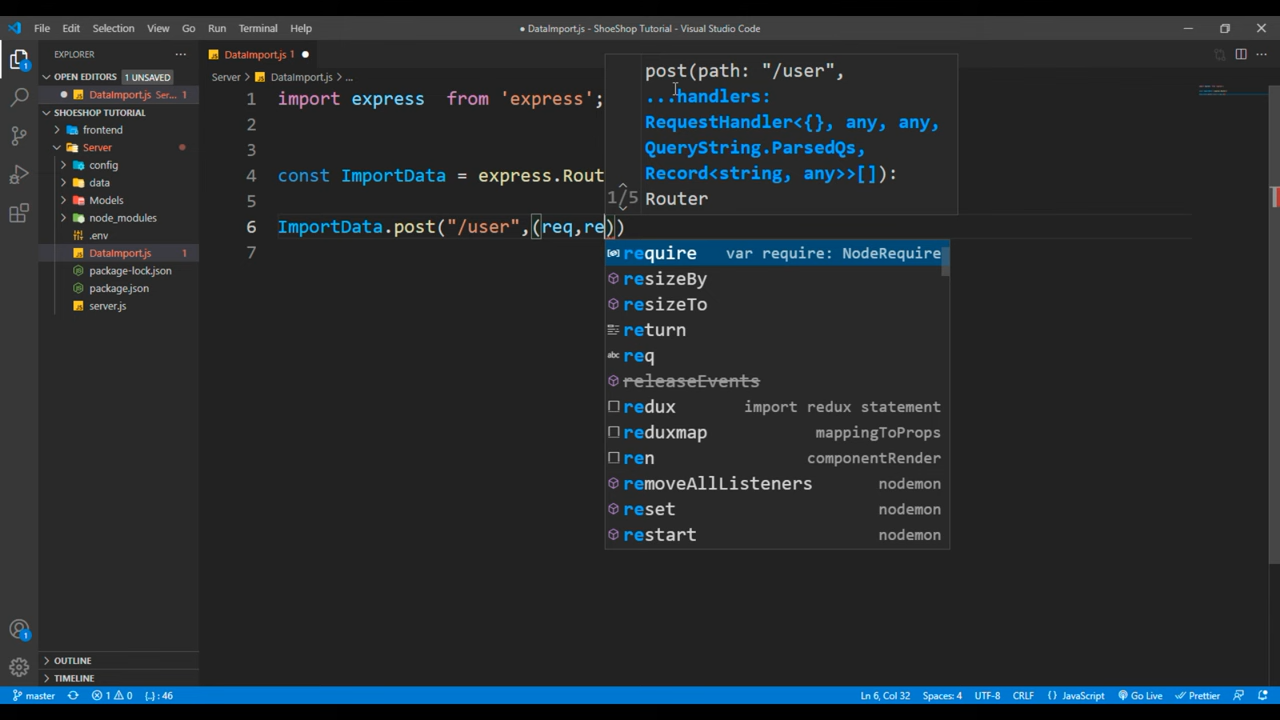 File Edit Selection View Go Run Terminal Help
● DataImport.js - ShoeShop Tutorial - Visual Studio Code
EXPLORER
OPEN EDITORS 1 UNSAVED
DataImport.js Ser... 1
SHOESHOP TUTORIAL
frontend
Server
config
data
Models
node_modules
.env
DataImport.js 1
package-lock.json
package.json
server.js
OUTLINE
TIMELINE
DataImport.js 1
Server > DataImport.js > ...
1 import express from 'express';
2
3
4 const ImportData = express.Rout
5
6 ImportData.post("/user",(req,re))
7
post(path: "/user",
...handlers:
RequestHandler<{}, any, any,
QueryString.ParsedQs,
Record<string, any>>[]):
1/5 Router
require var require: NodeRequire
resizeBy
resizeTo
return
abc req
releaseEvents
redux import redux statement
reduxmap mappingToProps
ren componentRender
removeAllListeners nodemon
reset nodemon
restart nodemon
1
1
master 1 0 {..} : 46 Ln 6, Col 32 Spaces: 4 UTF-8 CRLF {} JavaScript Go Live Prettier